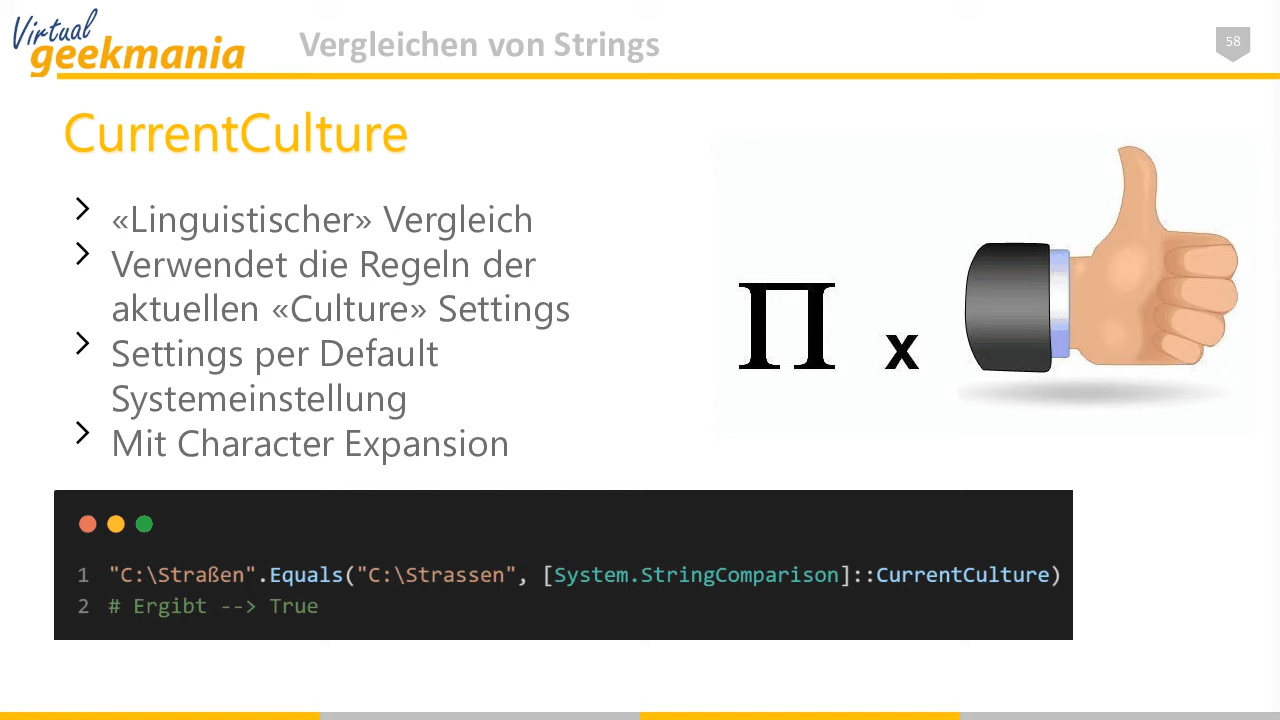 Virtual
geekmania
Vergleichen von Strings
58
CurrentCulture
«Linguistischer» Vergleich
Verwendet die Regeln der
aktuellen «Culture» Settings
Settings per Default
Systemeinstellung
Mit Character Expansion
∏ x
1 "C:\Straßen".Equals("C:\Strassen", [System.StringComparison]::CurrentCulture)
2 # Ergibt --> True